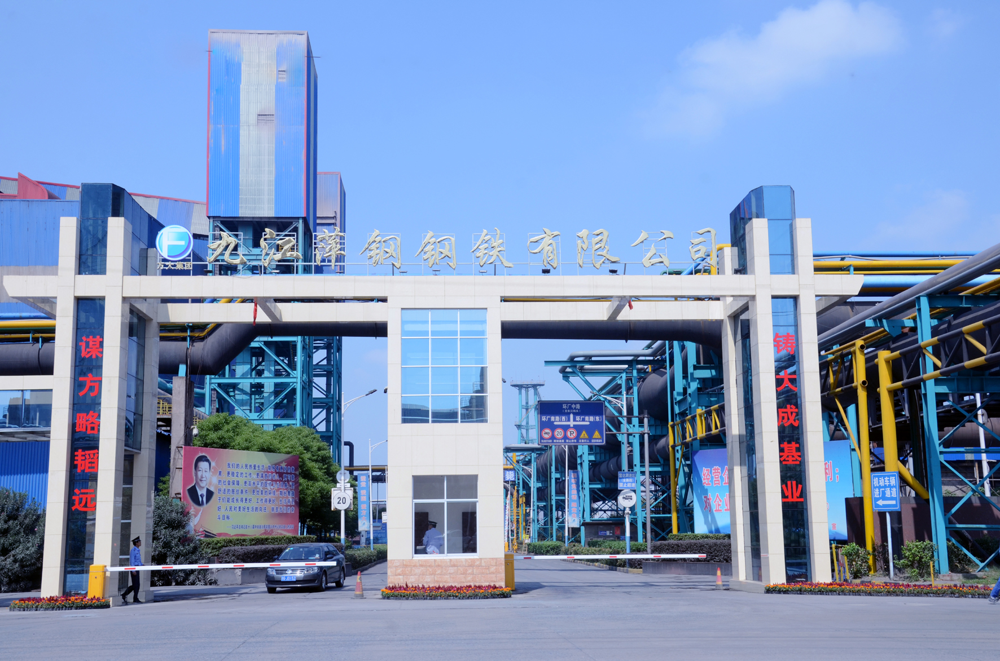 九江萍钢钢铁有限公司
方大集团
谋方略韬远
铸大成基业
环厂中路
环厂南路(西)
环厂南路(东)
20
P
我们的人民热爱生活,期盼有更好的教
育、更稳定的工作、更满意的收入、更可靠
的社会保障、更高水平的医疗卫生服务、更
舒适的居住条件、更优美的环境,期盼着孩
子们能成长得更好、工作得更好、生活得更
好。人民对美好生活的向往,就是我们的奋
斗目标。
20
禁止超速
经营企
利;
对企业
宣
机动车辆
进厂通道